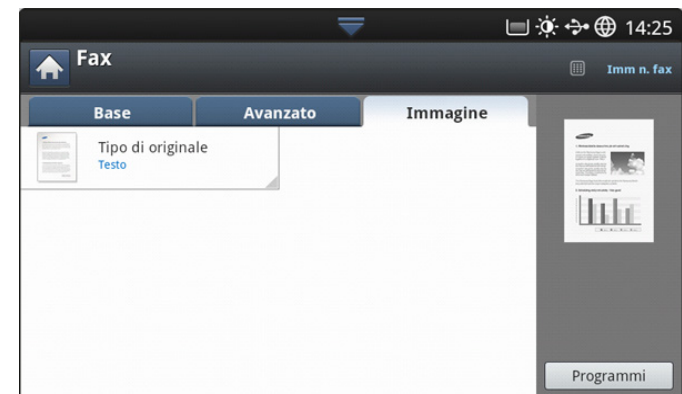 14:25
Fax
Imm n. fax
Base
Avanzato
Immagine
Tipo di originale
Testo
Programmi